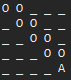 O O _ _ _
_ O O _ _
_ _ O O _
_ _ _ O O
_ _ _ _ A